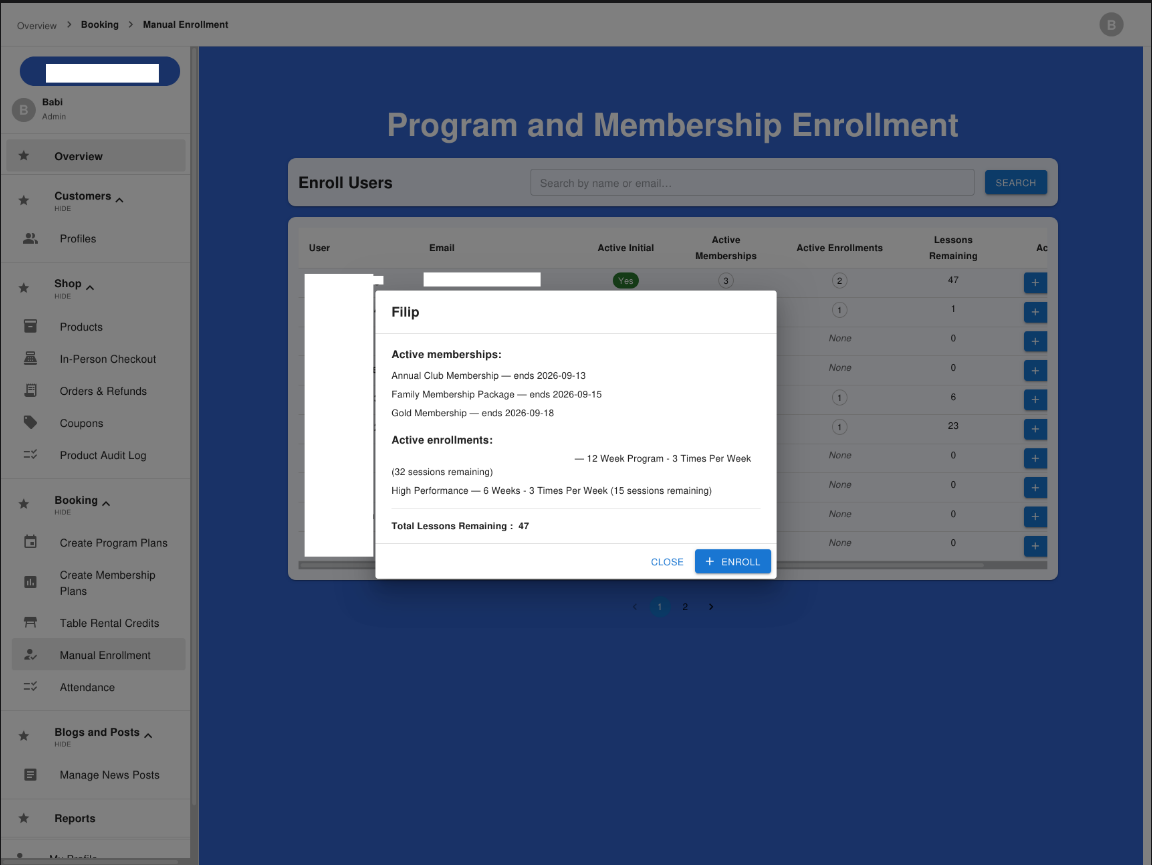 Overview > Booking > Manual Enrollment
B
B
Babi
Admin
Overview
Customers
HIDE
Profiles
Shop
HIDE
Products
In-Person Checkout
Orders & Refunds
Coupons
Product Audit Log
Booking
HIDE
Create Program Plans
Create Membership
Plans
Table Rental Credits
Manual Enrollment
Attendance
Blogs and Posts
HIDE
Manage News Posts
Reports
My Profile
Program and Membership Enrollment
Enroll Users
Search by name or email...
SEARCH
User Email Active Initial Active Memberships Active Enrollments Lessons Remaining Ac
Yes 3 2 47 +
1 1 +
None 0 +
None 0 +
1 6 +
1 23 +
None 0 +
None 0 +
None 0 +
None 0 +
Filip
Active memberships:
Annual Club Membership — ends 2026-09-13
Family Membership Package — ends 2026-09-15
Gold Membership — ends 2026-09-18
Active enrollments:
— 12 Week Program - 3 Times Per Week
(32 sessions remaining)
High Performance — 6 Weeks - 3 Times Per Week (15 sessions remaining)
Total Lessons Remaining : 47
CLOSE
+ ENROLL
‹ 1 2 ›